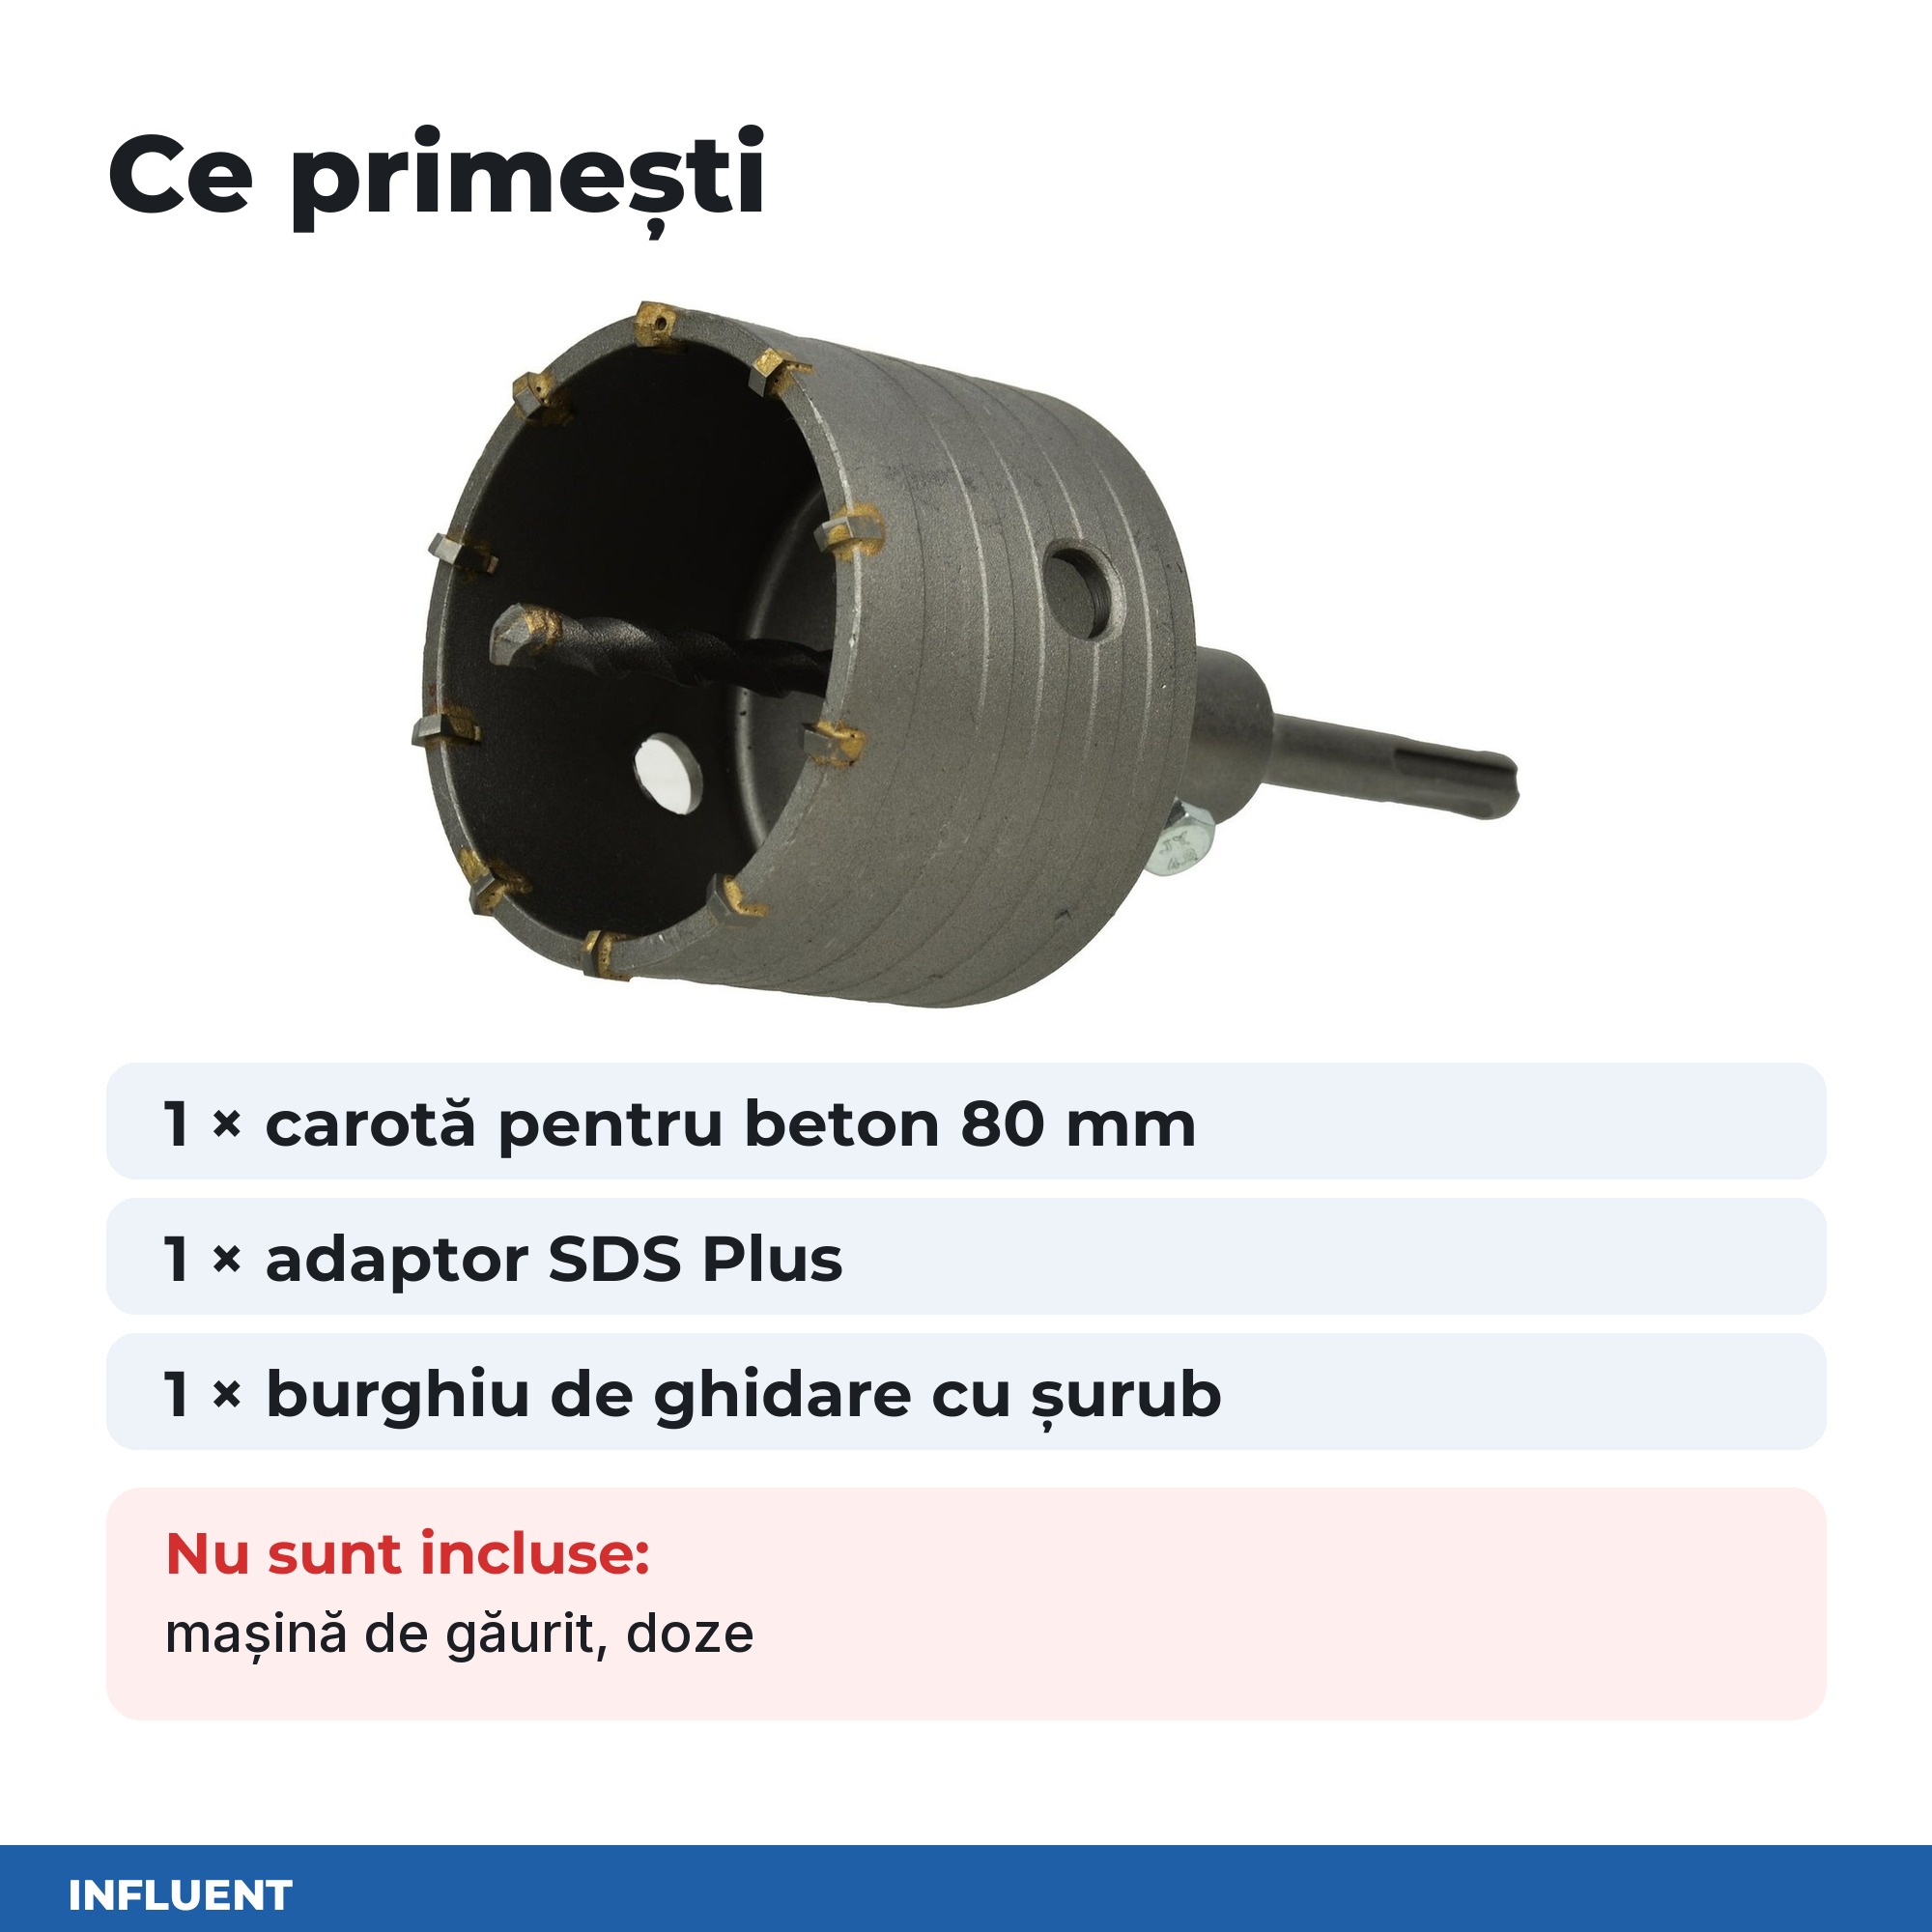 Ce primești
1 × carotă pentru beton 80 mm
1 × adaptor SDS Plus
1 × burghiu de ghidare cu șurub
Nu sunt incluse:
mașină de găurit, doze
INFLUENT